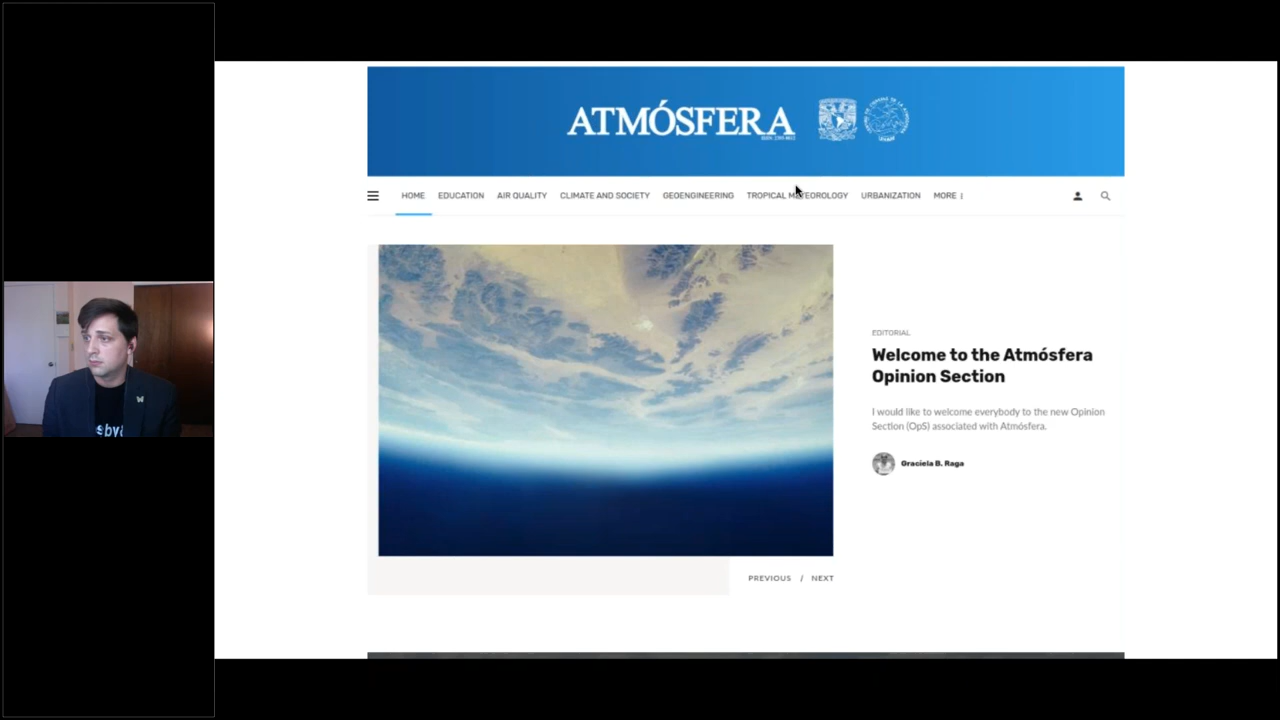 ATMÓSFERA
HOME EDUCATION AIR QUALITY CLIMATE AND SOCIETY GEOENGINEERING TROPICAL METEOROLOGY URBANIZATION MORE
EDITORIAL
Welcome to the Atmósfera
Opinion Section
I would like to welcome everybody to the new Opinion
Section (OpS) associated with Atmósfera.
Graciela B. Raga
PREVIOUS / NEXT